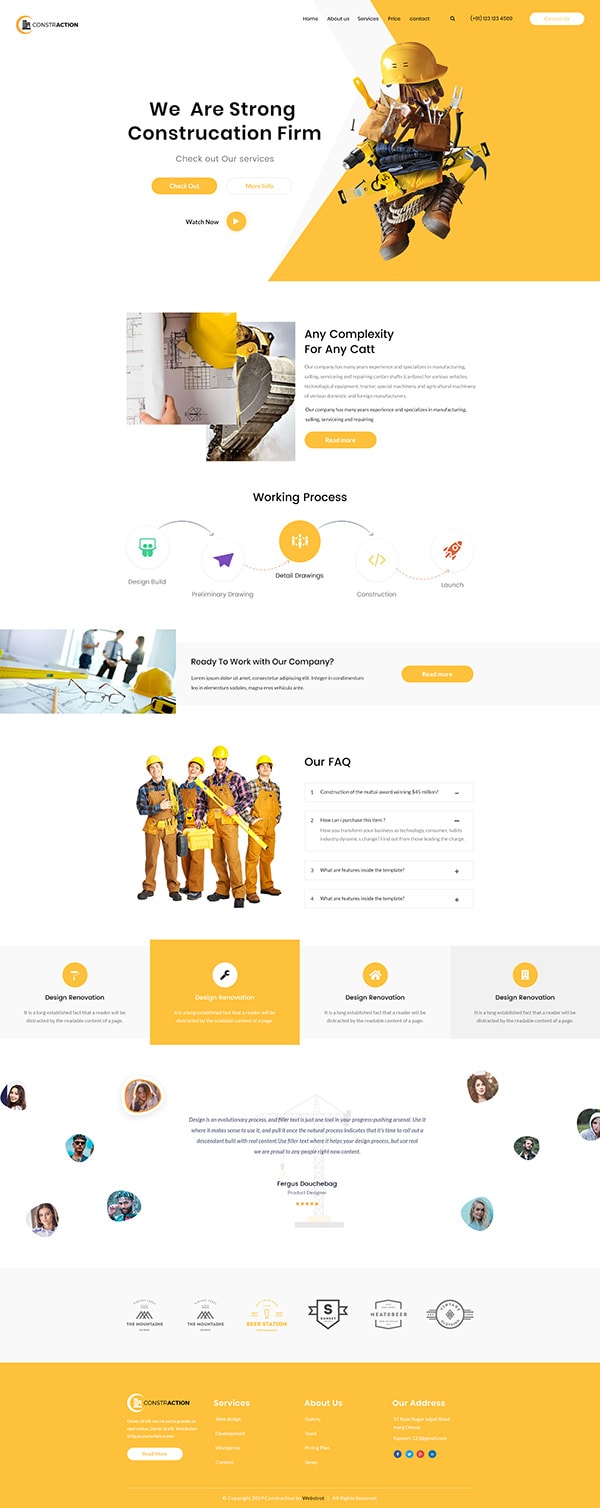 CONSTRACTION
Home About us Services Price contact (+91) 123 123 4569 Contact Us
We Are Strong
Construcation Firm
Check out Our services
Check Out More Info
Watch Now
Any Complexity
For Any Catt
Our company has many years experience and specializes in manufacturing,
salling, servicing and repairing cardan shafts (cardans) for various vehicles,
technological equipment, tractor, special machinery and agricultural machinery
of verious domestic and foreign manufacturers.
Our company has many years experience and specializes in manufacturing,
salling, serviceing and repairing
Read more
Working Process
Design Build
Preliminary Drawing
Detail Drawings
Construction
Launch
Ready To Work with Our Company?
Lorem ipsum dolor sit amet, consectetur adipiscing elit. Integer in condimentum
leo in elementum sodales, magna eros vehicula ante.
Read more
Our FAQ
1 Construction of the multsii award winning $45 million?
2 How can i purchase this item ?
How you transform your business as technology, consumer, habits
industry dynamic s change? Find out from those leading the charge.
3 What are features inside the template?
4 What are features inside the template?
Design Renovation
It is a long established fact that a reader will be
distracted by the readable content of a page.
Design Renovation
It is a long established fact that a reader will be
distracted by the readable content of a page.
Design Renovation
It is a long established fact that a reader will be
distracted by the readable content of a page.
Design Renovation
It is a long established fact that a reader will be
distracted by the readable content of a page.
Design is an evolutionary process, and filler text is just one tool in your progress-pushing arsenal. Use it
where it makes sense to use it, and pull it once the natural process indicates that it's time to roll out a
descendant built with real content.Use filler text where it helps your design process, but use real
we are proud to any people right now content.
Fergus Douchebag
Product Designer
THE MOUNTAINS
THE MOUNTAINS
BEER STATION
S
SUNSET
MEAT&BEER
VINTAGE
CLOTHING
CONSTRACTION
Read More
Services
Web design
Development
Wordpress
Content
About Us
Gallery
Team
Pricing Plan
News
Our Address
Support 123@gmail.com
© Copyright 2019 Constraction by Webstrot | All Rights Reserved